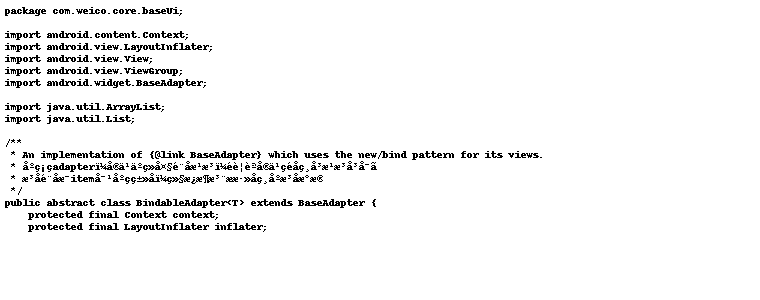 package com.weico.core.baseUi;
import android.content.Context;
import android.view.LayoutInflater;
import android.view.View;
import android.view.ViewGroup;
import android.widget.BaseAdapter;
import java.util.ArrayList;
import java.util.List;
/**
* An implementation of {@link BaseAdapter} which uses the new/bind pattern for its views.
*/
public abstract class BindableAdapter<T> extends BaseAdapter {
protected final Context context;
protected final LayoutInflater inflater;